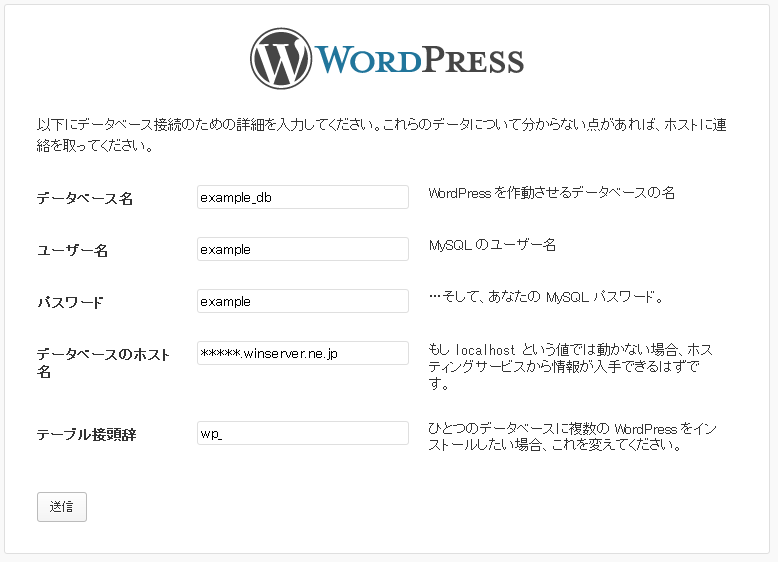 WORDPRESS
以下にデータベース接続のための詳細を入力してください。これらのデータについて分からない点があれば、ホストに連
絡を取ってください。
データベース名
example_db
WordPress を作動させるデータベースの名
ユーザー名
example
MySQL のユーザー名
パスワード
example
…そして、あなたの MySQL パスワード。
データベースのホスト
名
*****.winserver.ne.jp
もし localhost という値では動かない場合、ホス
ティングサービスから情報が入手できるはずで
す。
テーブル接頭辞
wp_
ひとつのデータベースに複数の WordPress をイン
ストールしたい場合、これを変えてください。
送信